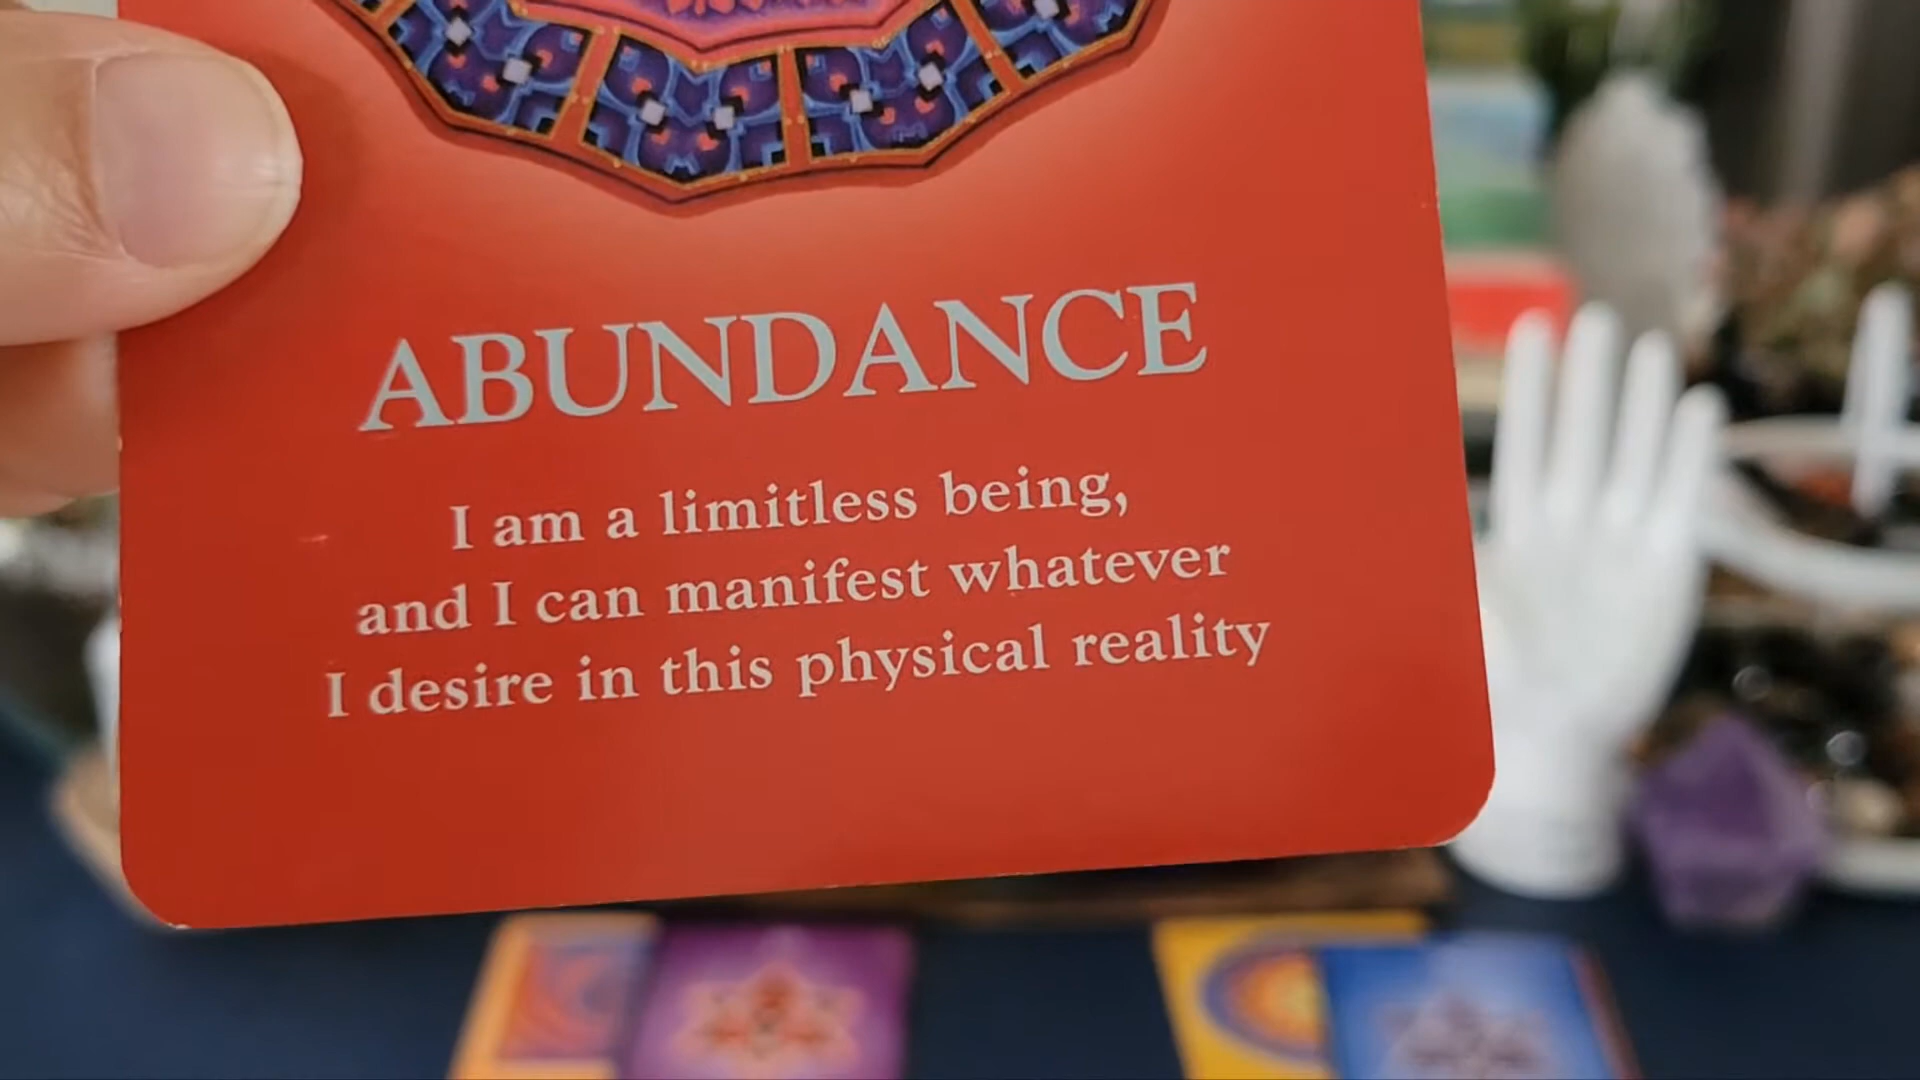 ABUNDANCE
I am a limitless being,
and I can manifest whatever
I desire in this physical reality